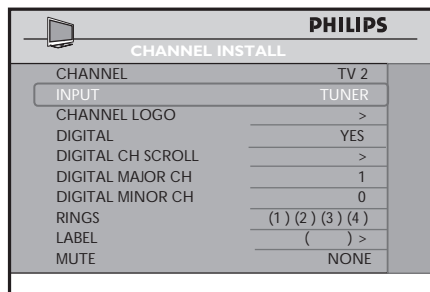 PHILIPS
CHANNEL INSTALL
CHANNEL TV 2
INPUT TUNER
CHANNEL LOGO >
DIGITAL YES
DIGITAL CH SCROLL >
DIGITAL MAJOR CH 1
DIGITAL MINOR CH 0
RINGS (1 ) (2 ) (3 ) (4 )
LABEL ( ) >
MUTE NONE